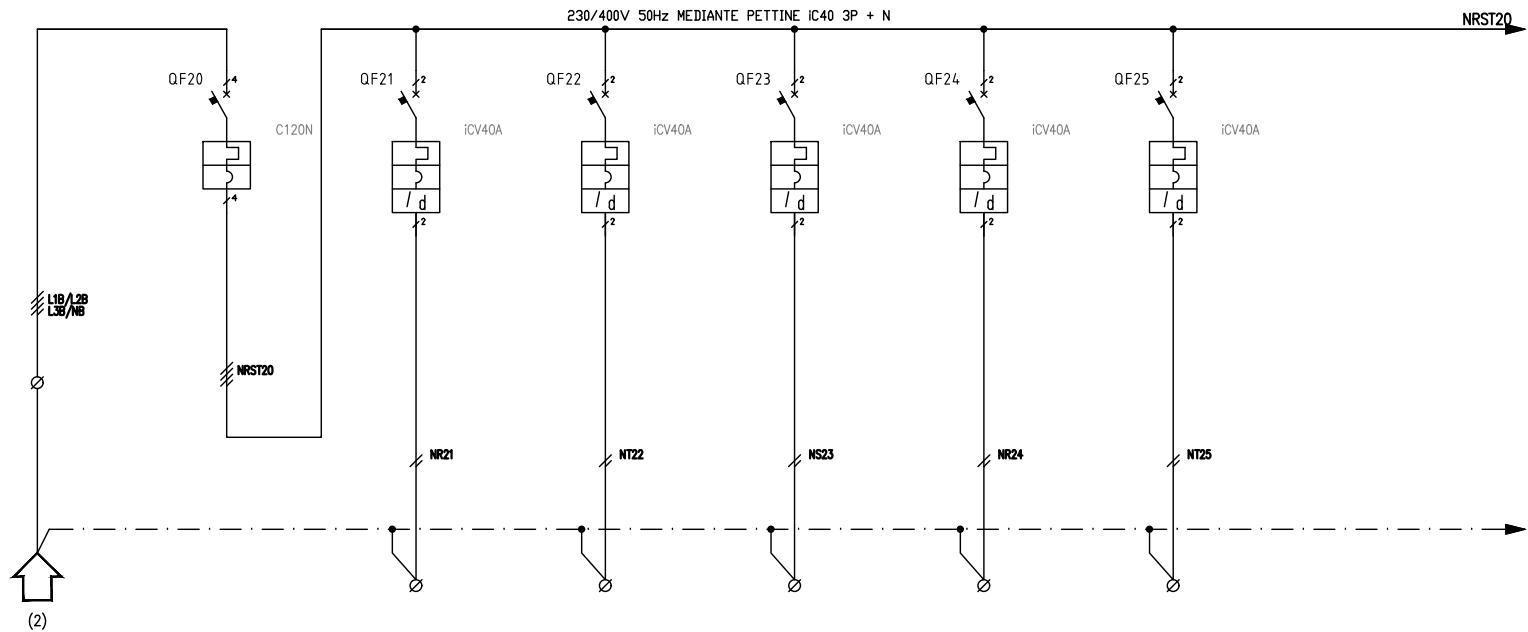 230/400V 50Hz MEDIANTE PETTINE iC40 3P + N
NRST20
QF20
4
QF21
2
QF22
2
QF23
2
QF24
2
QF25
2
C120N
iCV40A
iCV40A
iCV40A
iCV40A
iCV40A
4
/ d
/ d
/ d
/ d
/ d
2
2
2
2
2
L1B/L2B
L3B/NB
NRST20
NR21
NT22
NS23
NR24
NT25
(2)